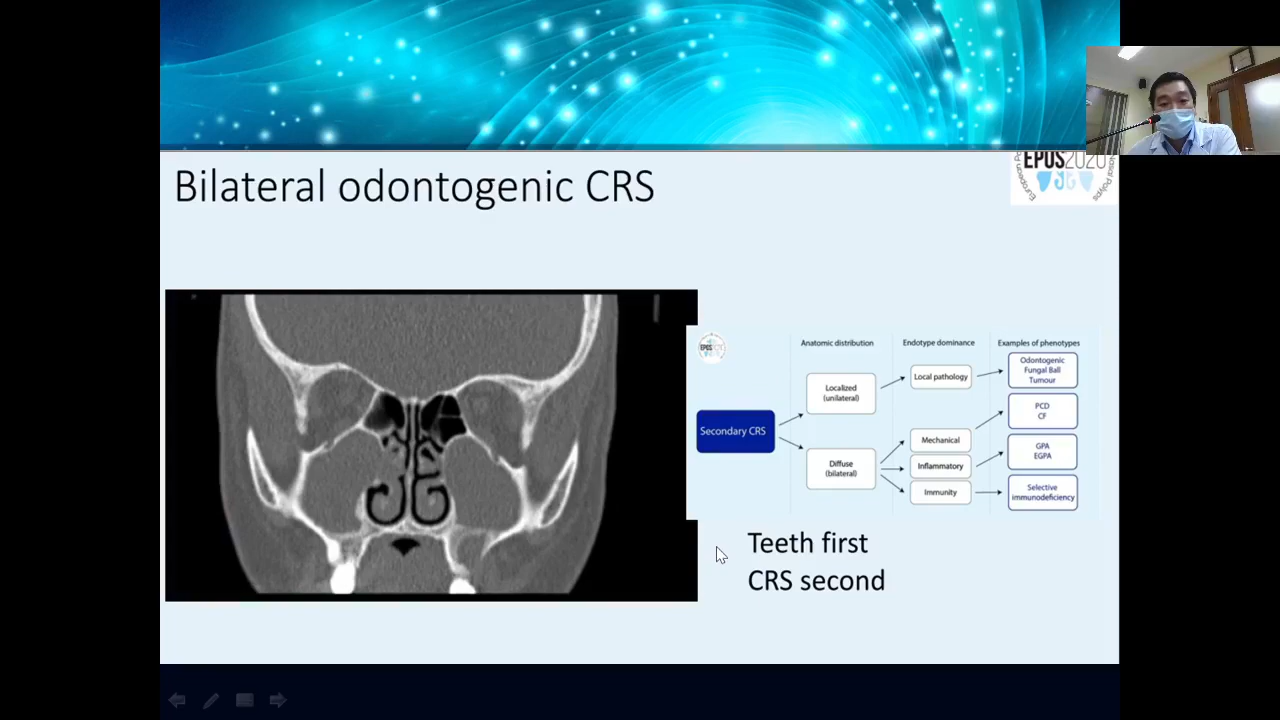 EPOS2020
Bilateral odontogenic CRS
EPOS2020
Anatomic distribution
Endotype dominance
Examples of phenotypes
Secondary CRS
Localized
(unilateral)
Local pathology
Odontogenic
Fungal Ball
Tumour
Diffuse
(bilateral)
Mechanical
PCD
CF
Inflammatory
GPA
EGPA
Immunity
Selective
immunodeficiency
Teeth first
CRS second